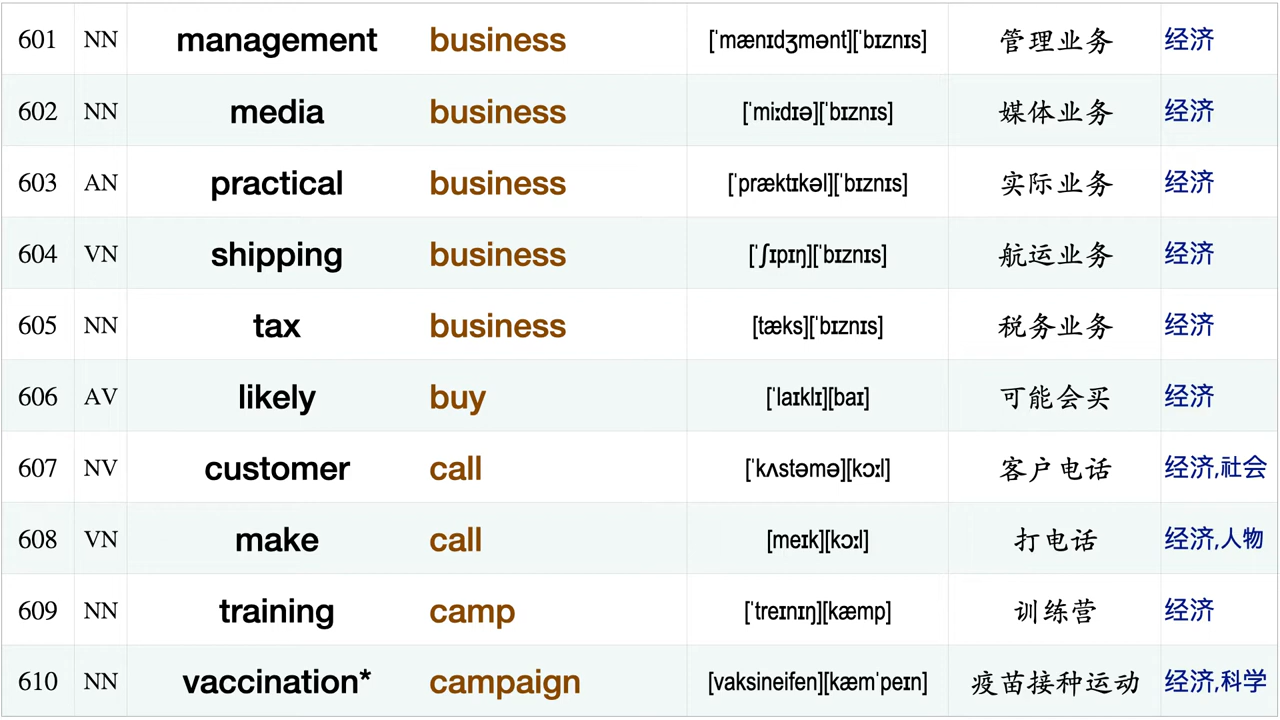 601 NN management business [ˈmænɪdʒmənt][ˈbɪznɪs] 管理业务 经济
602 NN media business [ˈmiːdɪə][ˈbɪznɪs] 媒体业务 经济
603 AN practical business [ˈpræktɪkəl][ˈbɪznɪs] 实际业务 经济
604 VN shipping business [ˈʃɪpɪŋ][ˈbɪznɪs] 航运业务 经济
605 NN tax business [tæks][ˈbɪznɪs] 税务业务 经济
606 AV likely buy [ˈlaɪklɪ][baɪ] 可能会买 经济
607 NV customer call [ˈkʌstəmə][kɔːl] 客户电话 经济,社会
608 VN make call [meɪk][kɔːl] 打电话 经济,人物
609 NN training camp [ˈtreɪnɪŋ][kæmp] 训练营 经济
610 NN vaccination* campaign [vaksineifen][kæmˈpeɪn] 疫苗接种运动 经济,科学